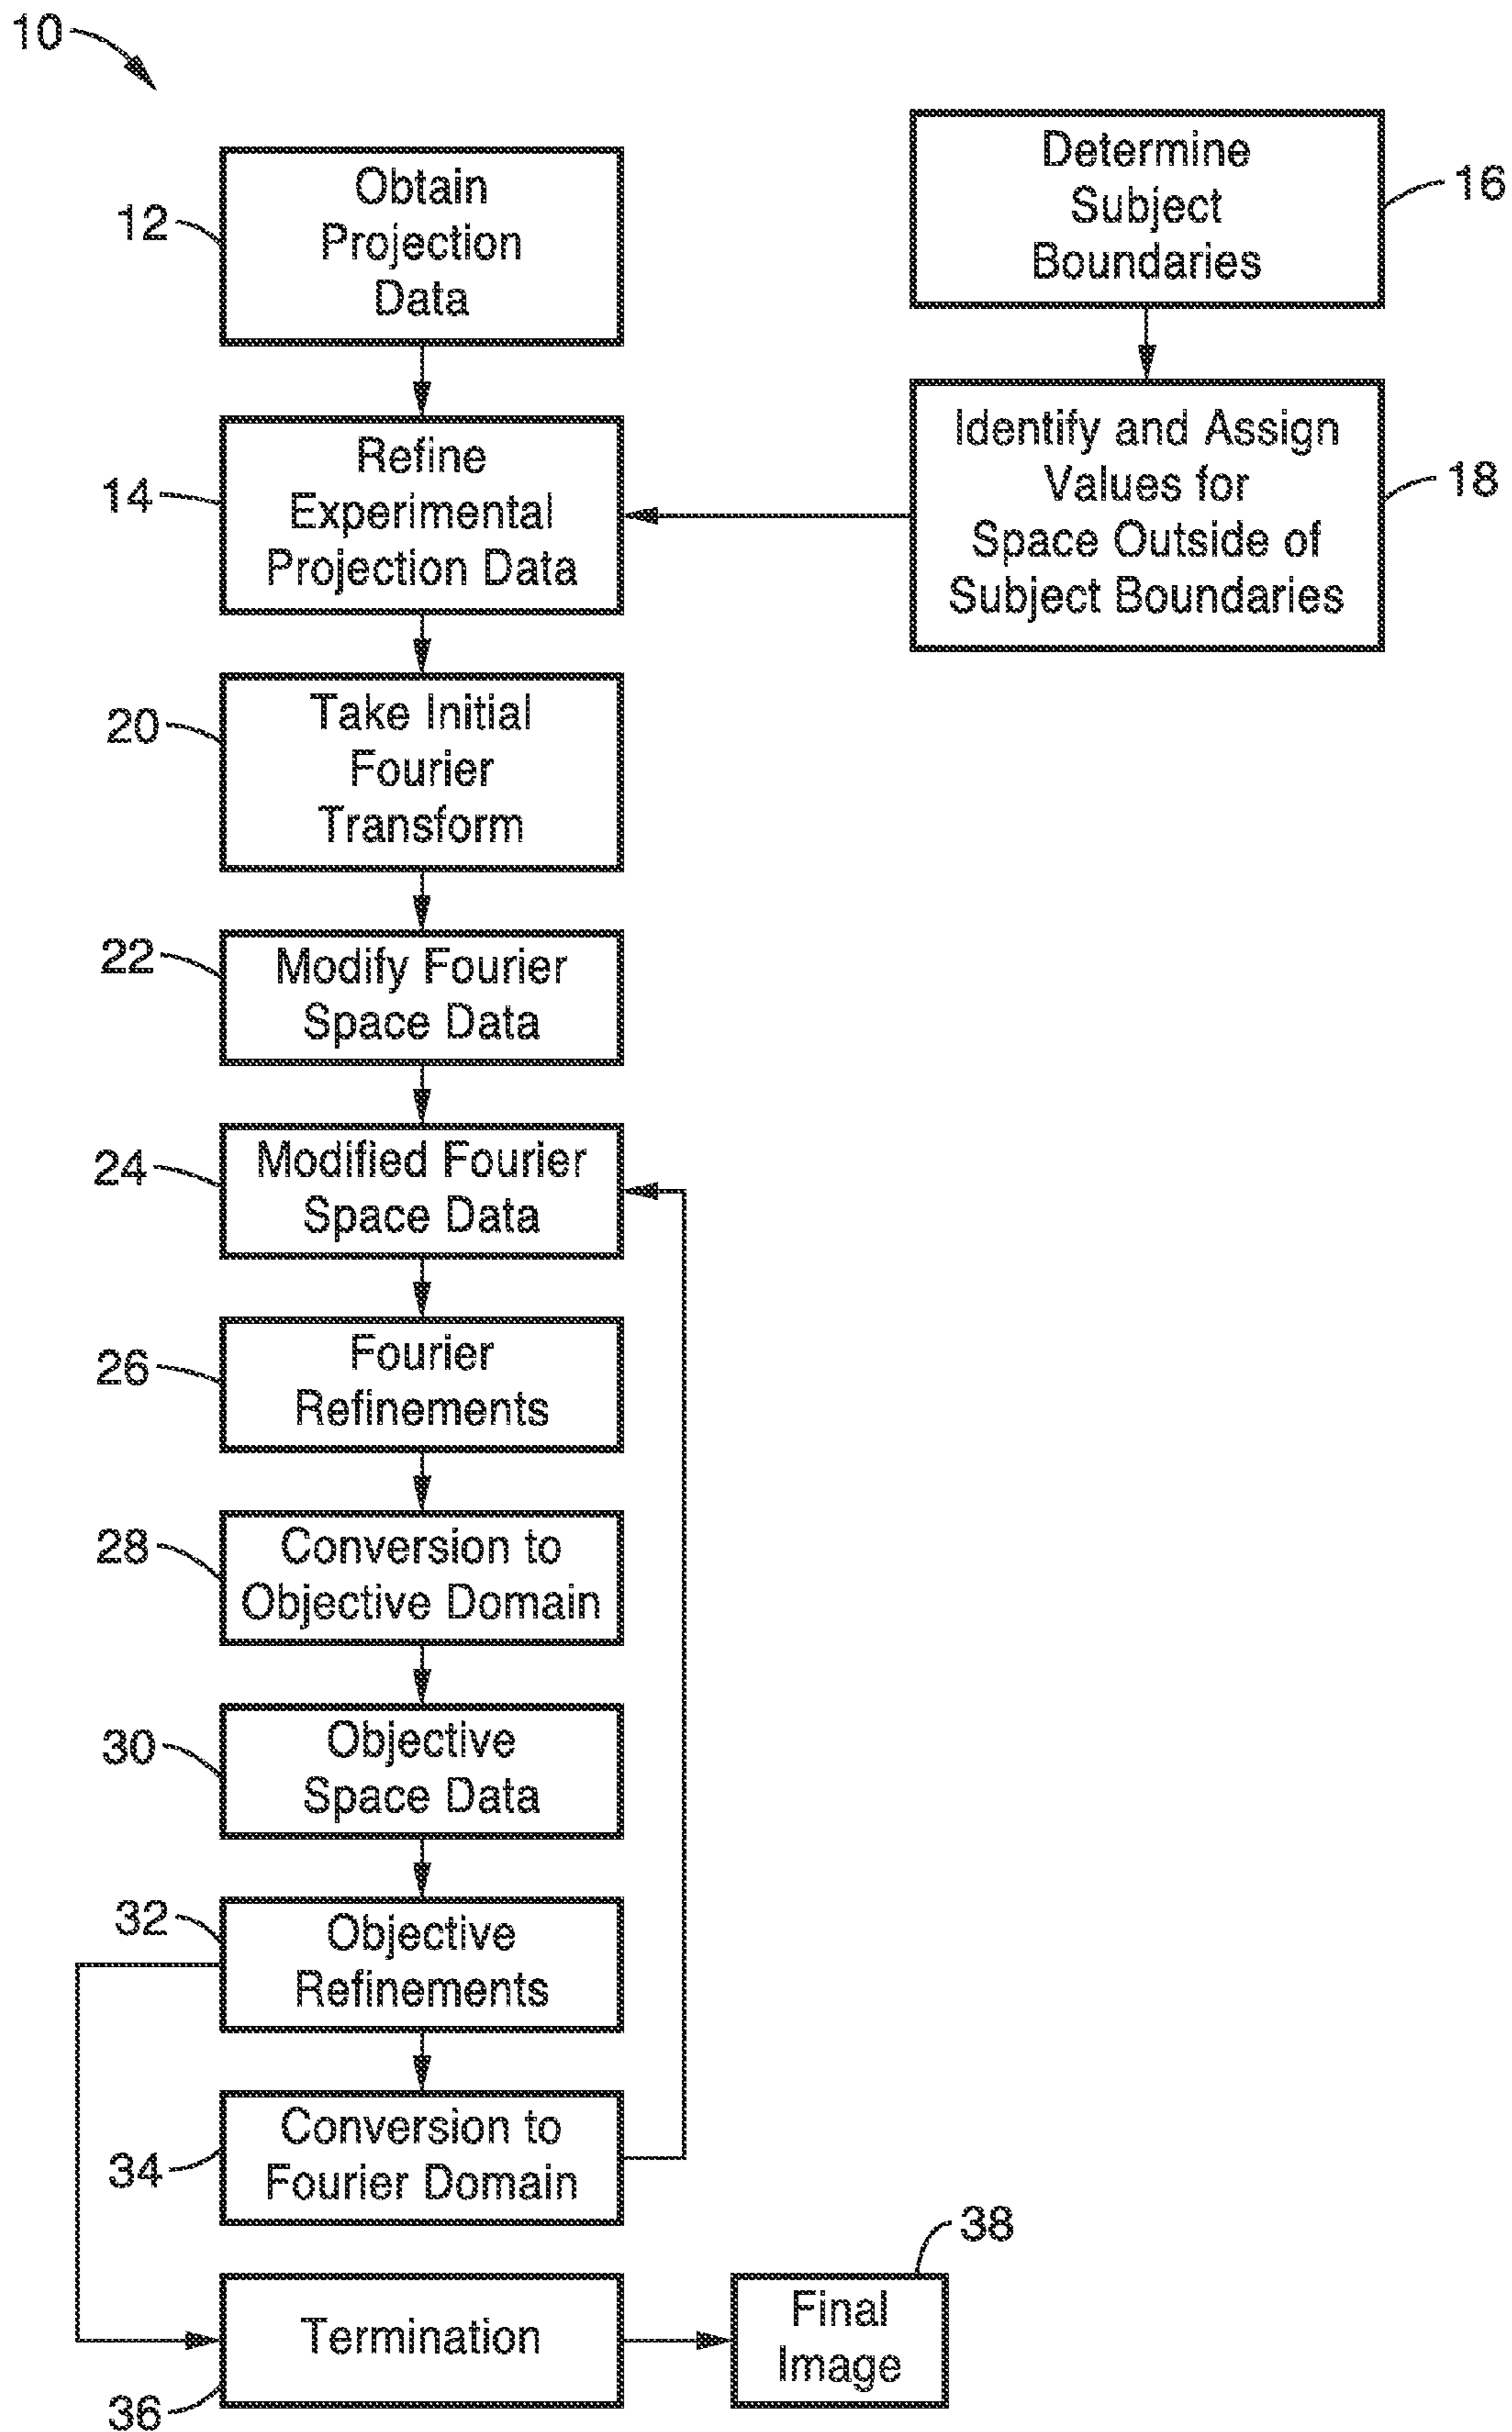 10
12
Obtain
Projection
Data
Determine
Subject
Boundaries
16
14
Refine
Experimental
Projection Data
Identify and Assign
Values for
Space Outside of
Subject Boundaries
18
20
Take Initial
Fourier
Transform
22
Modify Fourier
Space Data
24
Modified Fourier
Space Data
26
Fourier
Refinements
28
Conversion to
Objective Domain
30
Objective
Space Data
32
Objective
Refinements
34
Conversion to
Fourier Domain
36
Termination
38
Final
Image